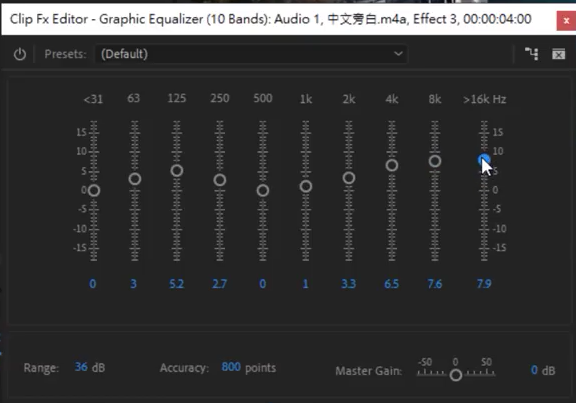 Clip Fx Editor - Graphic Equalizer (10 Bands): Audio 1, 中文旁白.m4a, Effect 3, 00:00:04:00
x
Presets: (Default)
<31 63 125 250 500 1k 2k 4k 8k >16k Hz
15 15
10 10
5 5
0 0
-5 -5
-10 -10
-15 -15
0 3 5.2 2.7 0 1 3.3 6.5 7.6 7.9
-50 0 50
Range: 36 dB Accuracy: 800 points Master Gain: 0 dB